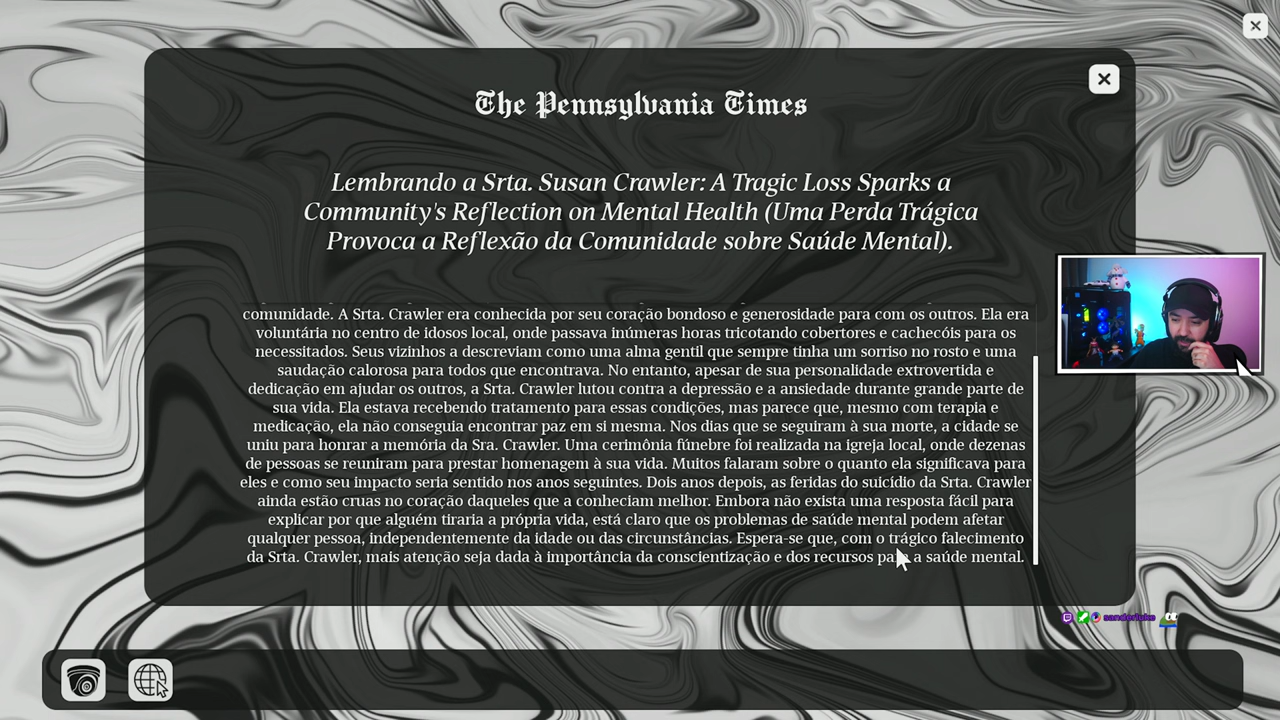 The Pennsylvania Times
Lembrando a Srta. Susan Crawler: A Tragic Loss Sparks a
Community's Reflection on Mental Health (Uma Perda Trágica
Provoca a Reflexão da Comunidade sobre Saúde Mental).
comunidade. A Srta. Crawler era conhecida por seu coração bondoso e generosidade para com os outros. Ela era
voluntária no centro de idosos local, onde passava inúmeras horas tricotando cobertores e cachecóis para os
necessitados. Seus vizinhos a descreviam como uma alma gentil que sempre tinha um sorriso no rosto e uma
saudação calorosa para todos que encontrava. No entanto, apesar de sua personalidade extrovertida e
dedicação em ajudar os outros, a Srta. Crawler lutou contra a depressão e a ansiedade durante grande parte de
sua vida. Ela estava recebendo tratamento para essas condições, mas parece que, mesmo com terapia e
medicação, ela não conseguia encontrar paz em si mesma. Nos dias que se seguiram à sua morte, a cidade se
uniu para honrar a memória da Sra. Crawler. Uma cerimônia fúnebre foi realizada na igreja local, onde dezenas
de pessoas se reuniram para prestar homenagem à sua vida. Muitos falaram sobre o quanto ela significava para
eles e como seu impacto seria sentido nos anos seguintes. Dois anos depois, as feridas do suicídio da Srta. Crawler
ainda estão cruas no coração daqueles que a conheciam melhor. Embora não exista uma resposta fácil para
explicar por que alguém tiraria a própria vida, está claro que os problemas de saúde mental podem afetar
qualquer pessoa, independentemente da idade ou das circunstâncias. Espera-se que, com o trágico falecimento
da Srta. Crawler, mais atenção seja dada à importância da conscientização e dos recursos para a saúde mental.